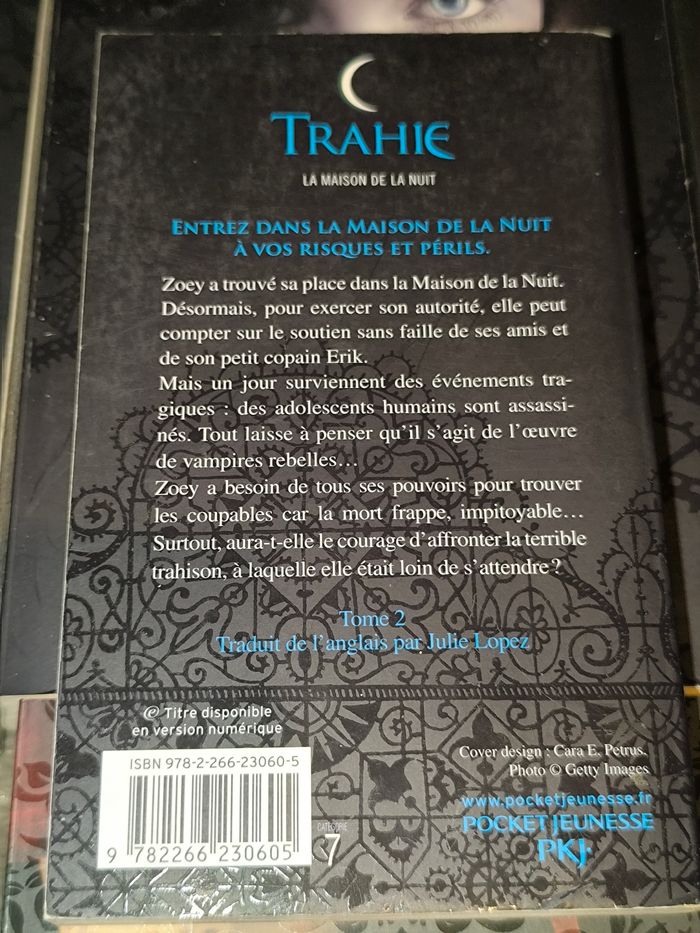 TRAHIE
LA MAISON DE LA NUIT
ENTREZ DANS LA MAISON DE LA NUIT
À VOS RISQUES ET PÉRILS.
Zoey a trouvé sa place dans la Maison de la Nuit.
Désormais, pour exercer son autorité, elle peut
compter sur le soutien sans faille de ses amis et
de son petit copain Erik.
Mais un jour surviennent des événements tra-
giques : des adolescents humains sont assassi-
nés. Tout laisse à penser qu'il s'agit de l'œuvre
de vampires rebelles…
Zoey a besoin de tous ses pouvoirs pour trouver
les coupables car la mort frappe, impitoyable…
Surtout, aura-t-elle le courage d'affronter la terrible
trahison, à laquelle elle était loin de s'attendre ?
Tome 2
Traduit de l'anglais par Julie Lopez
e Titre disponible
en version numérique
ISBN 978-2-266-23060-5
9 782266 230605
CATÉGORIE
7
Cover design : Cara E. Petrus.
Photo © Getty Images
www.pocketjeunesse.fr
POCKET JEUNESSE
PKJ·